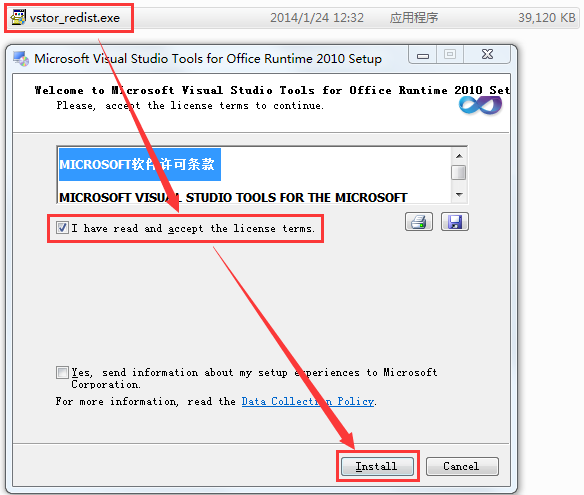 vstor_redist.exe 2014/1/24 12:32 应用程序 39,120 KB
Microsoft Visual Studio Tools for Office Runtime 2010 Setup
Welcome to Microsoft Visual Studio Tools for Office Runtime 2010 Set
Please, accept the license terms to continue.
MICROSOFT软件许可条款
MICROSOFT VISUAL STUDIO TOOLS FOR THE MICROSOFT
I have read and accept the license terms.
Yes, send information about my setup experiences to Microsoft
Corporation.
For more information, read the Data Collection Policy.
Install Cancel